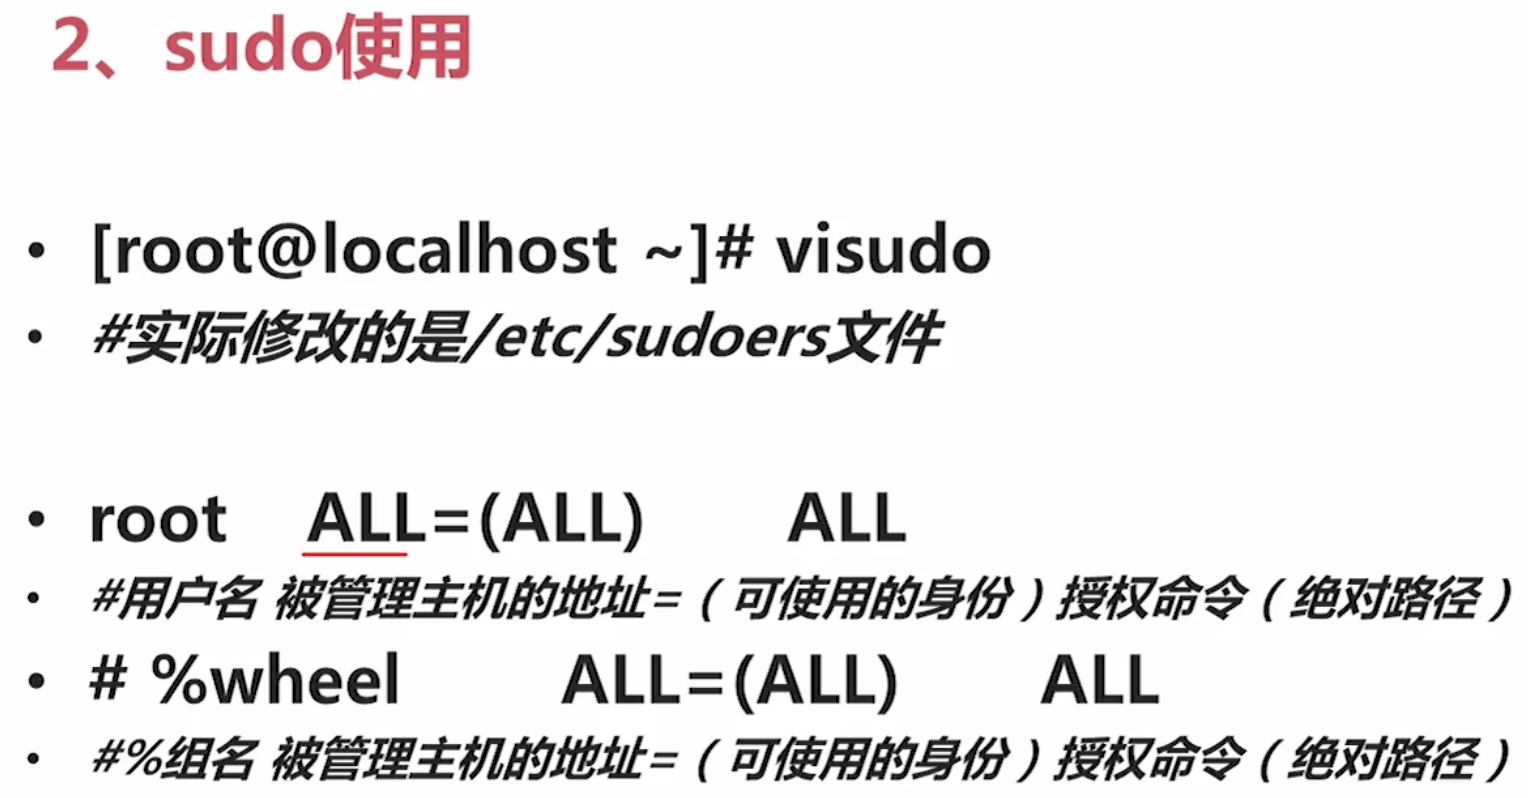 2、sudo使用
• [root@localhost ~]# visudo
• #实际修改的是/etc/sudoers文件
• root ALL=(ALL) ALL
• #用户名 被管理主机的地址=（可使用的身份）授权命令（绝对路径）
• # %wheel ALL=(ALL) ALL
• #%组名 被管理主机的地址=（可使用的身份）授权命令（绝对路径）